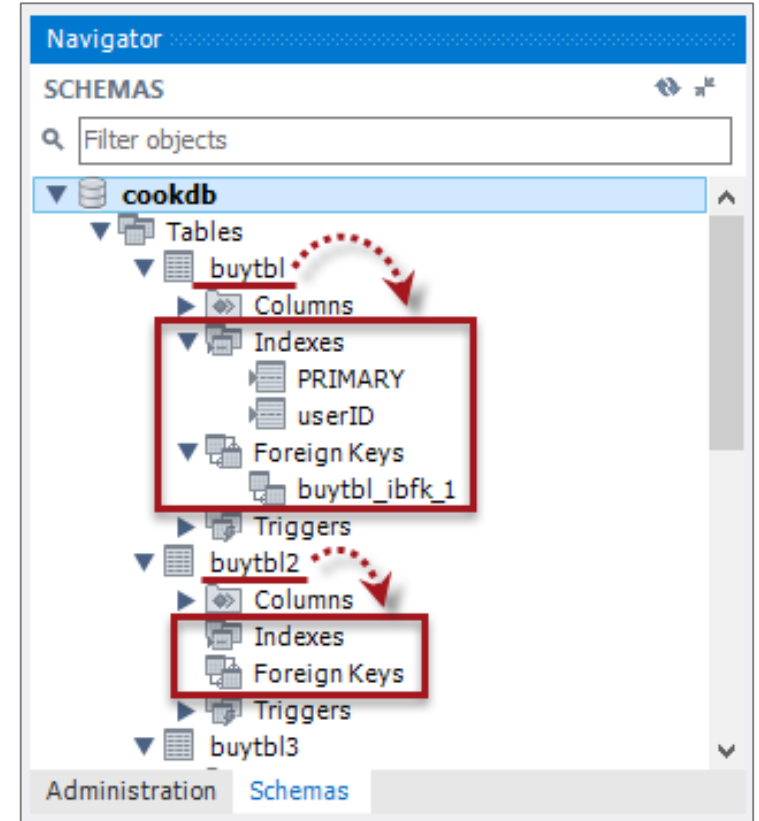 Navigator
SCHEMAS
Filter objects
cookdb
Tables
buytbl
Columns
Indexes
PRIMARY
userID
Foreign Keys
buytbl_ibfk_1
Triggers
buytbl2
Columns
Indexes
Foreign Keys
Triggers
buytbl3
Administration Schemas